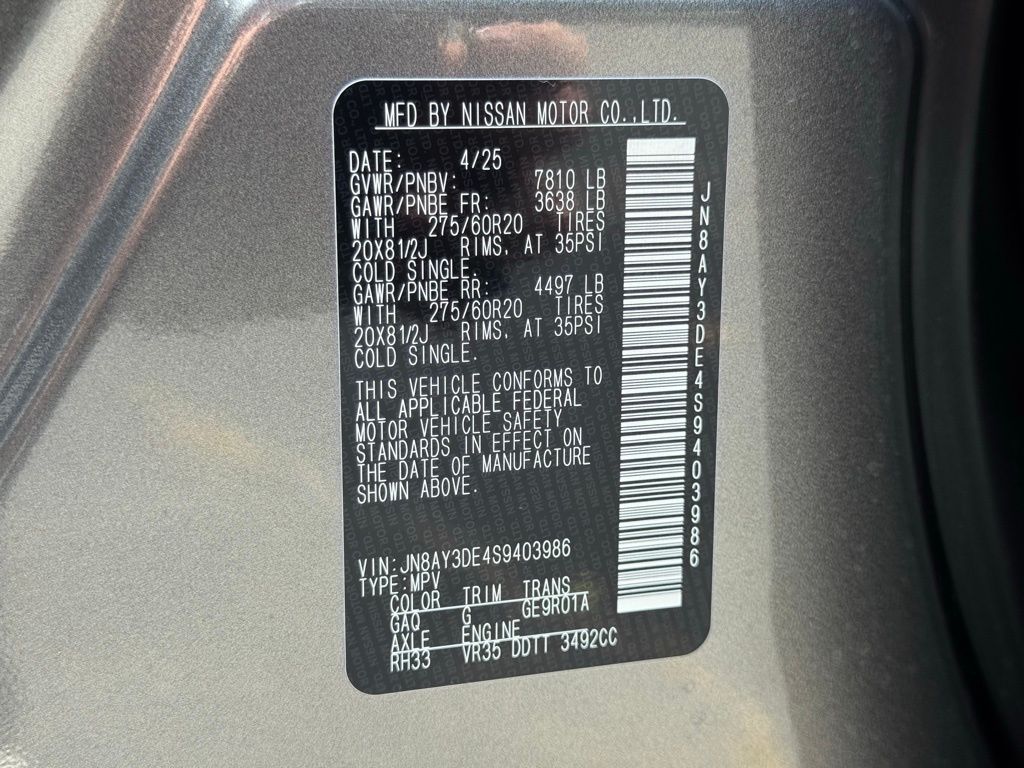 MFD BY NISSAN MOTOR CO.,LTD.
DATE: 4/25
GVWR/PNBV: 7810 LB
GAWR/PNBE FR: 3638 LB
WITH 275/60R20 TIRES
20X81/2J RIMS, AT 35PSI
COLD SINGLE.
GAWR/PNBE RR: 4497 LB
WITH 275/60R20 TIRES
20X81/2J RIMS, AT 35PSI
COLD SINGLE.
THIS VEHICLE CONFORMS TO
ALL APPLICABLE FEDERAL
MOTOR VEHICLE SAFETY
STANDARDS IN EFFECT ON
THE DATE OF MANUFACTURE
SHOWN ABOVE.
VIN:JN8AY3DE4S9403986
TYPE:MPV
COLOR TRIM TRANS
GAQ G GE9R01A
AXLE ENGINE
RH33 VR35 DDTT 3492CC
JN8AY3DE4S9403986